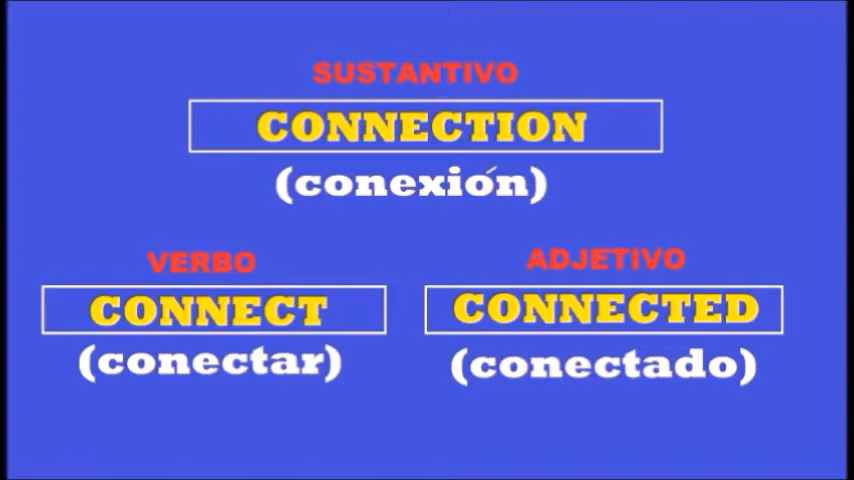 SUSTANTIVO
CONNECTION
(conexión)
VERBO
CONNECT
(conectar)
ADJETIVO
CONNECTED
(conectado)